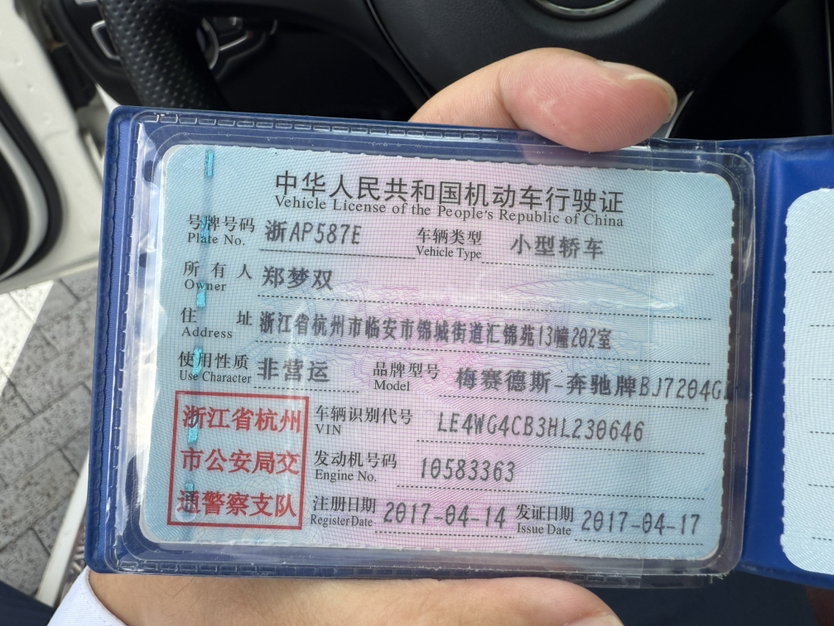 中华人民共和国机动车行驶证
Vehicle License of the People's Republic of China
号牌号码 浙AP587E 车辆类型 小型轿车
Plate No. Vehicle Type
所有人 郑梦双
Owner
住址 浙江省杭州市临安市锦城街道汇锦苑13幢202室
Address
使用性质 非营运 品牌型号 梅赛德斯-奔驰牌BJ7204G
Use Character Model
浙江省杭州 车辆识别代号 LE4WG4CB3HL230646
VIN
市公安局交 发动机号码 10583363
Engine No.
通警察支队 注册日期 2017-04-14 发证日期 2017-04-17
Register Date Issue Date